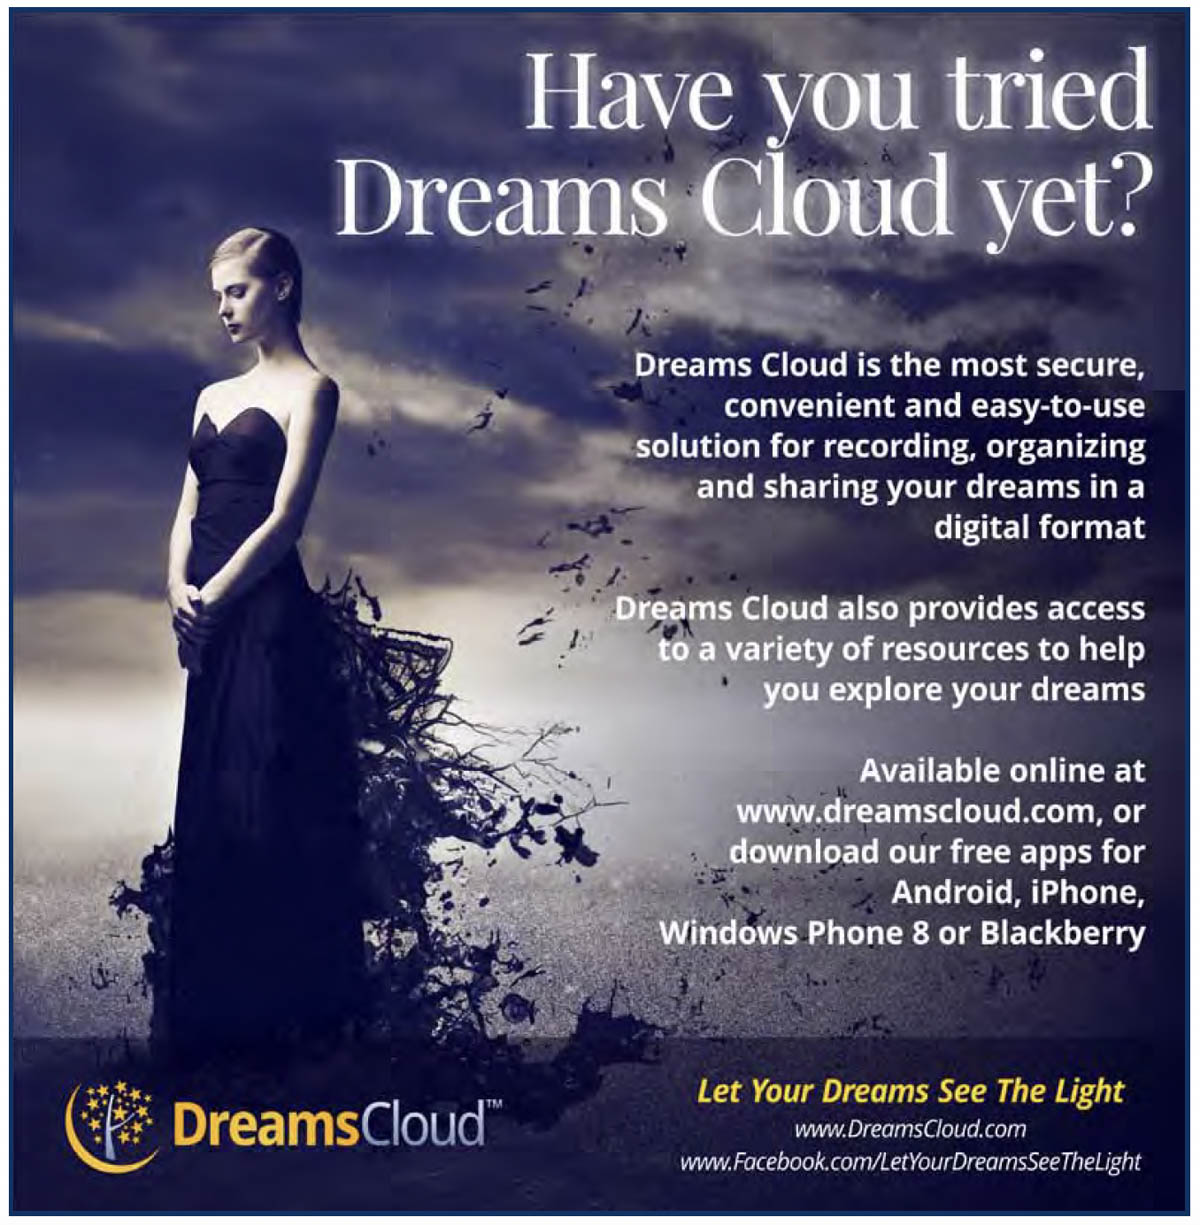 Have you tried
Dreams Cloud yet?
Dreams Cloud is the most secure,
convenient and easy-to-use
solution for recording, organizing
and sharing your dreams in a
digital format
Dreams Cloud also provides access
to a variety of resources to help
you explore your dreams
Available online at
www.dreamscloud.com, or
download our free apps for
Android, iPhone,
Windows Phone 8 or Blackberry
DreamsCloud™
Let Your Dreams See The Light
www.DreamsCloud.com
www.Facebook.com/LetYourDreamsSeeTheLight